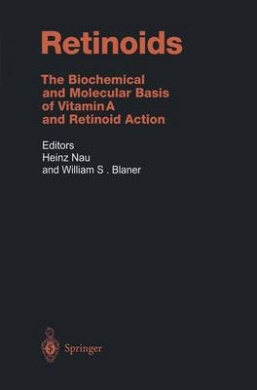 Retinoids
The Biochemical
and Molecular Basis
of Vitamin A
and Retinoid Action
Editors
Heinz Nau
and William S . Blaner
Springer